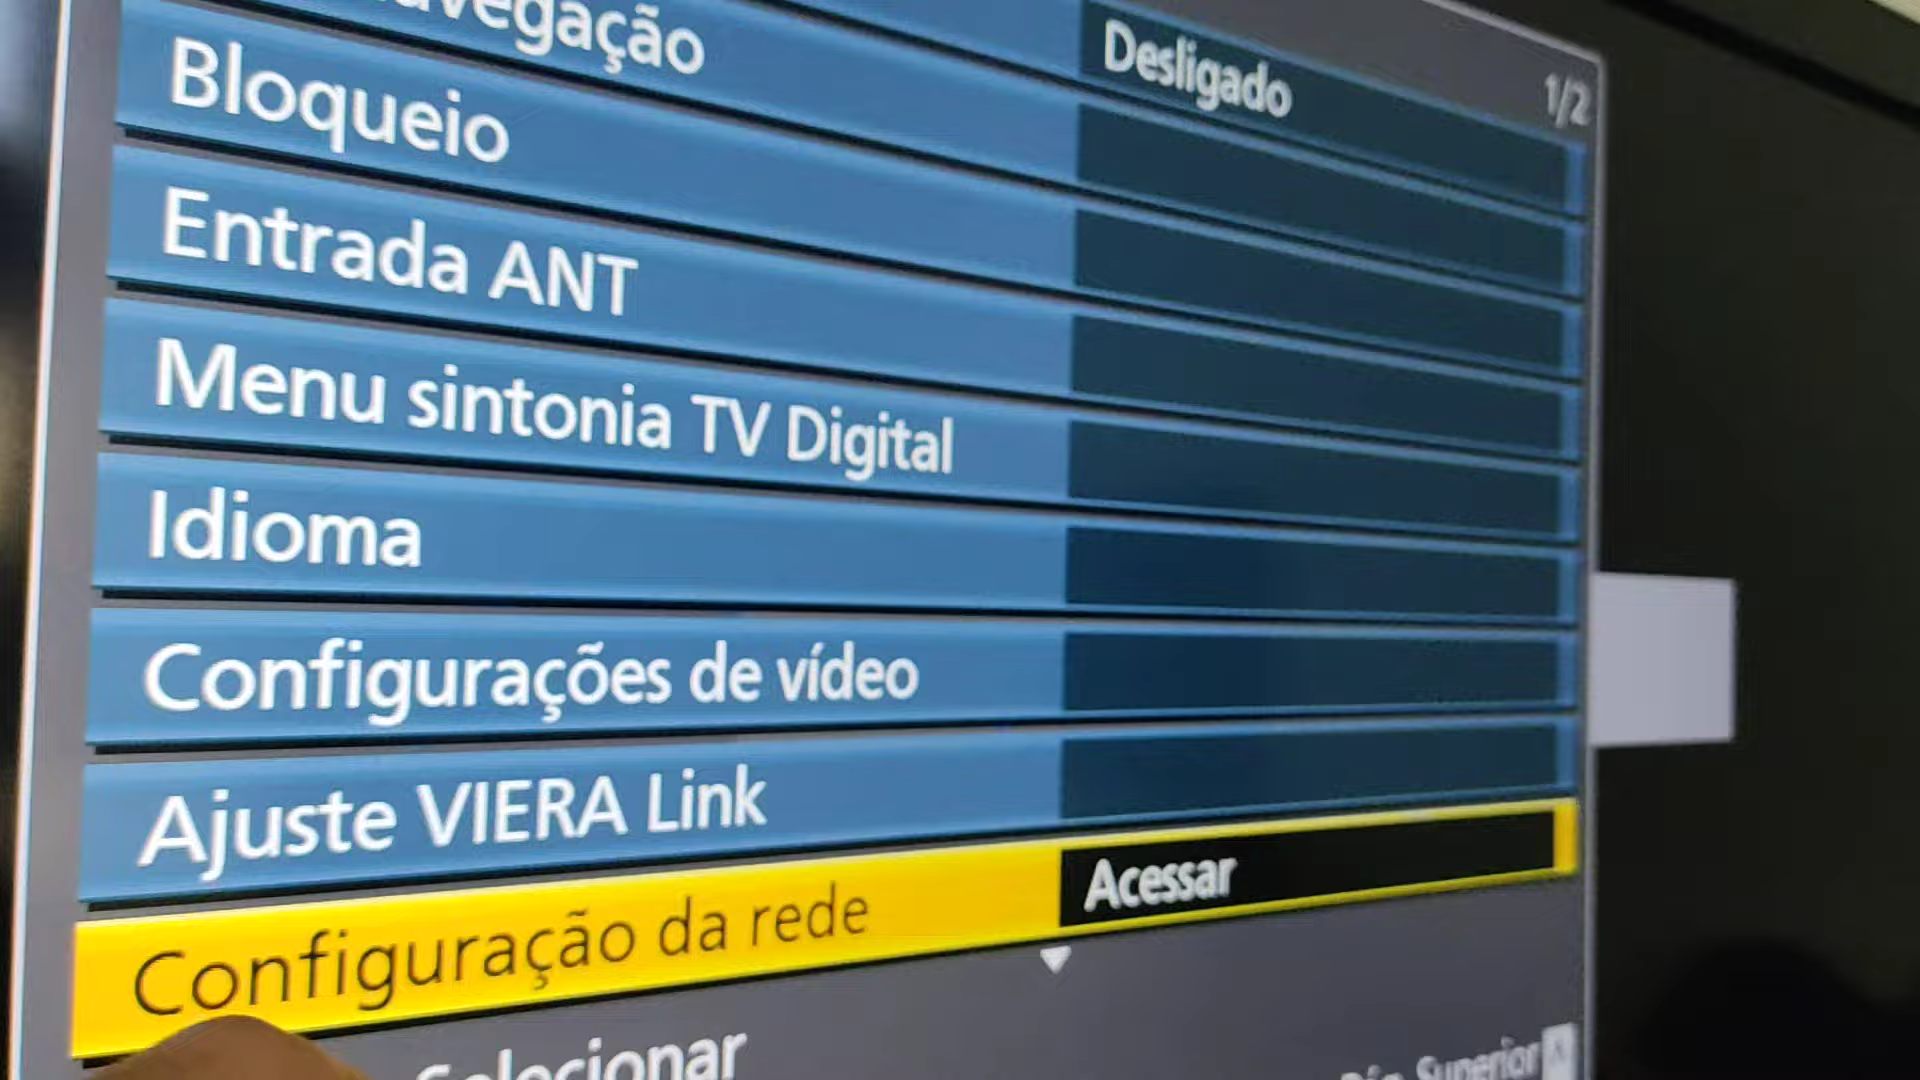 Desligado
1/2
Bloqueio
Entrada ANT
Menu sintonia TV Digital
Idioma
Configurações de vídeo
Ajuste VIERA Link
Configuração da rede Acessar
Selecionar
Superior